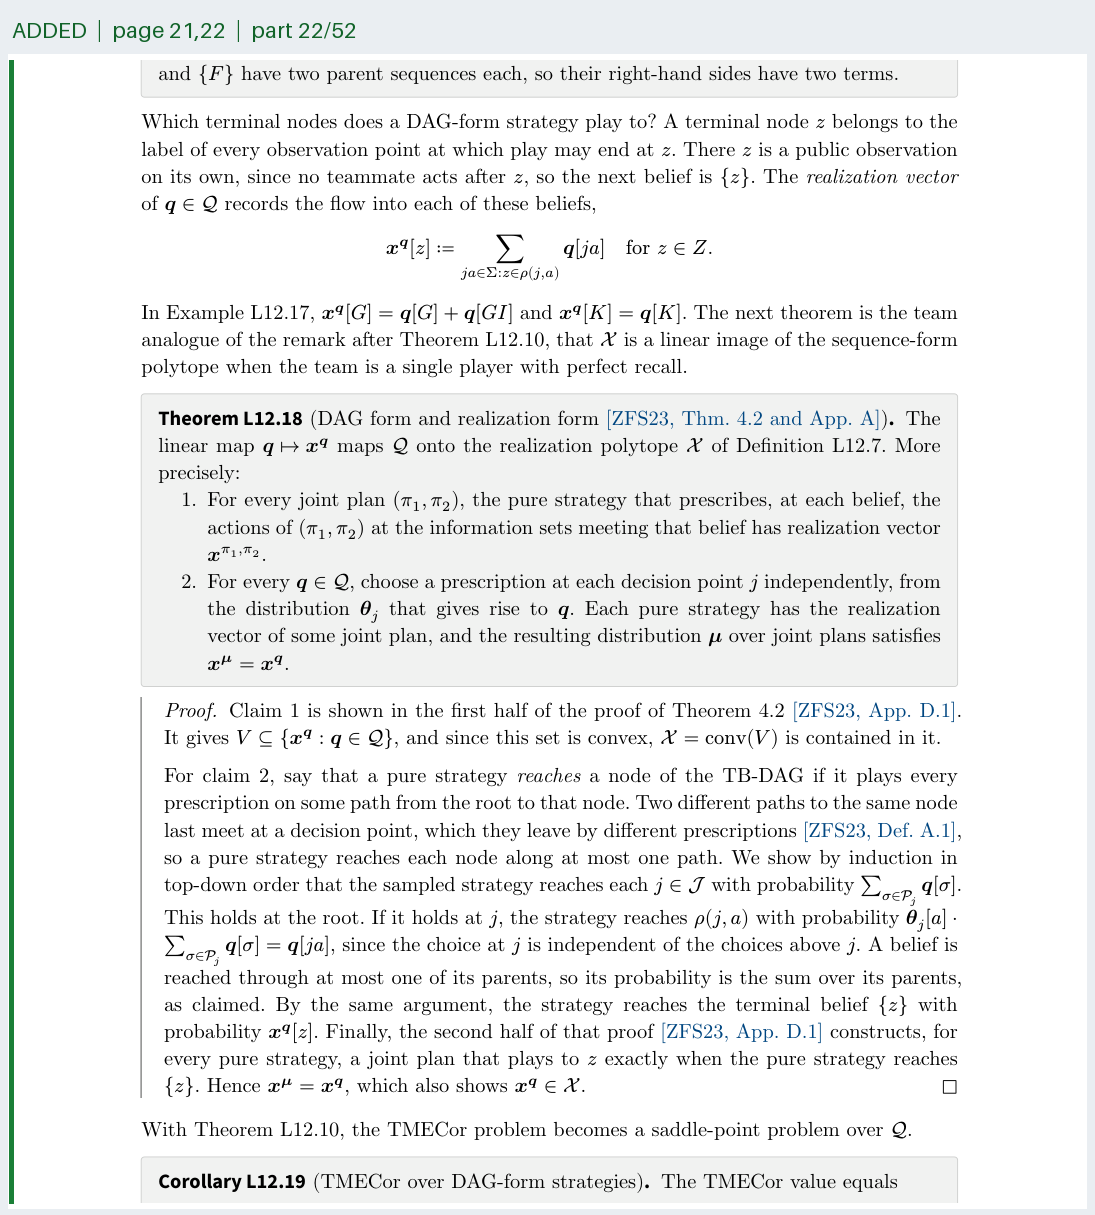 ADDED | page 21,22 | part 22/52
and {F} have two parent sequences each, so their right-hand sides have two terms.
Which terminal nodes does a DAG-form strategy play to? A terminal node z belongs to the
label of every observation point at which play may end at z. There z is a public observation
on its own, since no teammate acts after z, so the next belief is {z}. The realization vector
of q ∈ 𝒬 records the flow into each of these beliefs,
x^q[z] := ∑_{ja∈Σ:z∈ρ(j,a)} q[ja] for z ∈ Z.
In Example L12.17, x^q[G] = q[G] + q[GI] and x^q[K] = q[K]. The next theorem is the team
analogue of the remark after Theorem L12.10, that 𝒳 is a linear image of the sequence-form
polytope when the team is a single player with perfect recall.
Theorem L12.18 (DAG form and realization form [ZFS23, Thm. 4.2 and App. A]). The
linear map q ↦ x^q maps 𝒬 onto the realization polytope 𝒳 of Definition L12.7. More
precisely:
1. For every joint plan (π₁, π₂), the pure strategy that prescribes, at each belief, the
actions of (π₁, π₂) at the information sets meeting that belief has realization vector
x^{π₁,π₂}.
2. For every q ∈ 𝒬, choose a prescription at each decision point j independently, from
the distribution θ_j that gives rise to q. Each pure strategy has the realization
vector of some joint plan, and the resulting distribution μ over joint plans satisfies
x^μ = x^q.
Proof. Claim 1 is shown in the first half of the proof of Theorem 4.2 [ZFS23, App. D.1].
It gives V ⊆ {x^q : q ∈ 𝒬}, and since this set is convex, 𝒳 = conv(V) is contained in it.
For claim 2, say that a pure strategy reaches a node of the TB-DAG if it plays every
prescription on some path from the root to that node. Two different paths to the same node
last meet at a decision point, which they leave by different prescriptions [ZFS23, Def. A.1],
so a pure strategy reaches each node along at most one path. We show by induction in
top-down order that the sampled strategy reaches each j ∈ 𝒥 with probability ∑_{σ∈𝒫_j} q[σ].
This holds at the root. If it holds at j, the strategy reaches ρ(j, a) with probability θ_j[a] ·
∑_{σ∈𝒫_j} q[σ] = q[ja], since the choice at j is independent of the choices above j. A belief is
reached through at most one of its parents, so its probability is the sum over its parents,
as claimed. By the same argument, the strategy reaches the terminal belief {z} with
probability x^q[z]. Finally, the second half of that proof [ZFS23, App. D.1] constructs, for
every pure strategy, a joint plan that plays to z exactly when the pure strategy reaches
{z}. Hence x^μ = x^q, which also shows x^q ∈ 𝒳. □
With Theorem L12.10, the TMECor problem becomes a saddle-point problem over 𝒬.
Corollary L12.19 (TMECor over DAG-form strategies). The TMECor value equals